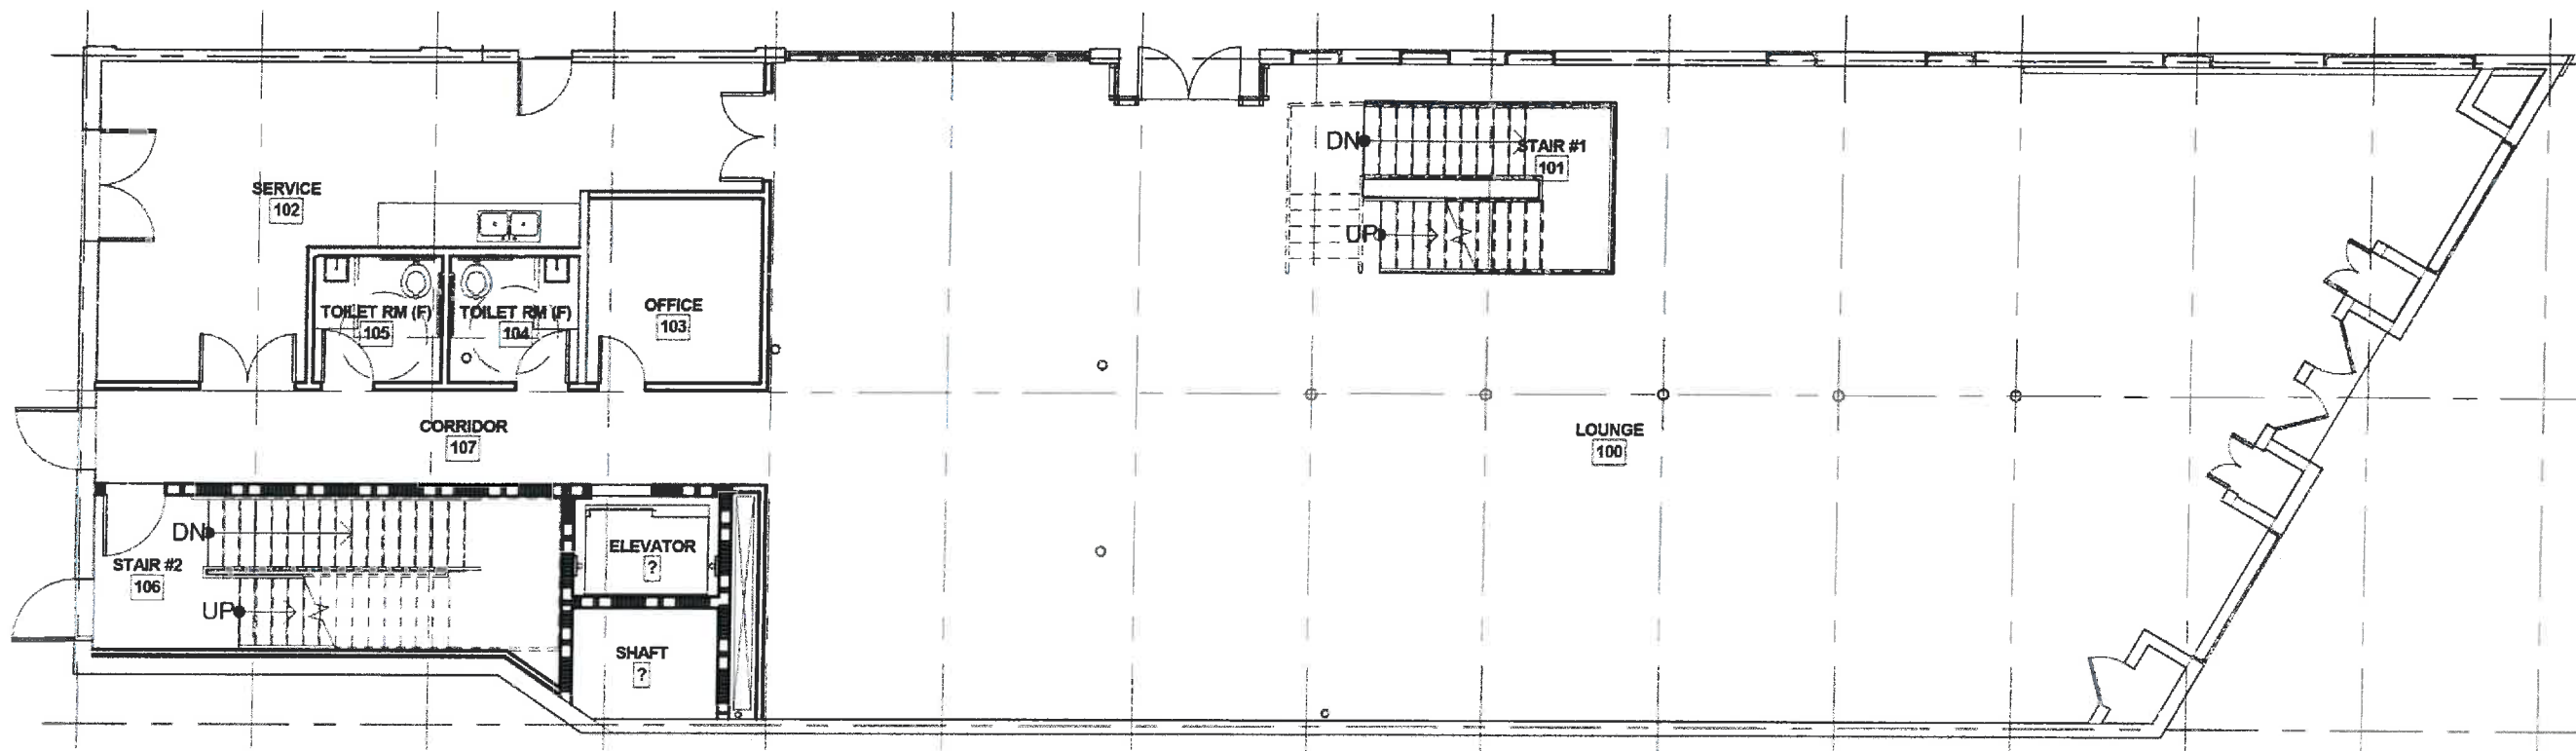 DN
STAIR #1
101
UP
SERVICE
102
TOILET RM (F)
105
TOILET RM (F)
104
OFFICE
103
CORRIDOR
107
LOUNGE
100
DN
STAIR #2
106
UP
ELEVATOR
?
SHAFT
?